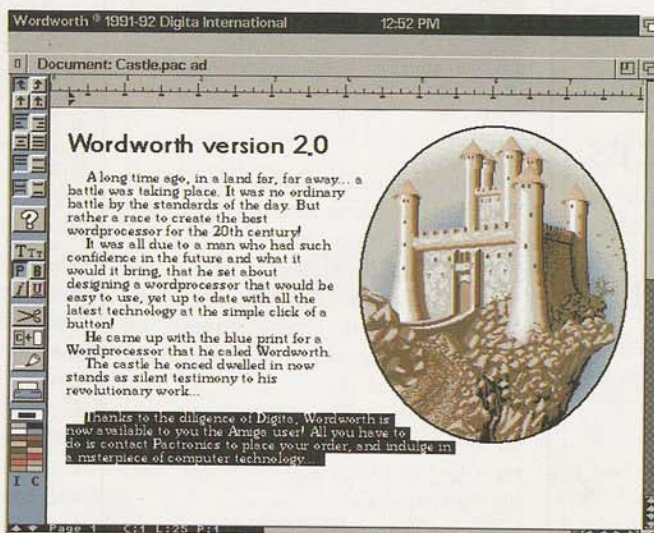 Wordworth ® 1991-92 Digita International 12:52 PM
Document: Castle.pac ad
Wordworth version 2.0
A long time ago, in a land far, far away... a
battle was taking place. It was no ordinary
battle by the standards of the day. But
rather a race to create the best
wordprocessor for the 20th century!
It was all due to a man who had such
confidence in the future and what it
would it bring, that he set about
designing a wordprocessor that would be
easy to use, yet up to date with all the
latest technology at the simple click of a
button!
He came up with the blue print for a
Wordprocessor that he caled Wordworth.
The castle he onced dwelled in now
stands as silent testimony to his
revolutionary work...
Thanks to the diligence of Digita, Wordworth is
now available to you the Amiga user! All you have to
do is contact Pactronics to place your order, and indulge in
a msterpiece of computer technology...
?
TTT
P B
I U
I C
Page 1 C:1 L:25 P:1